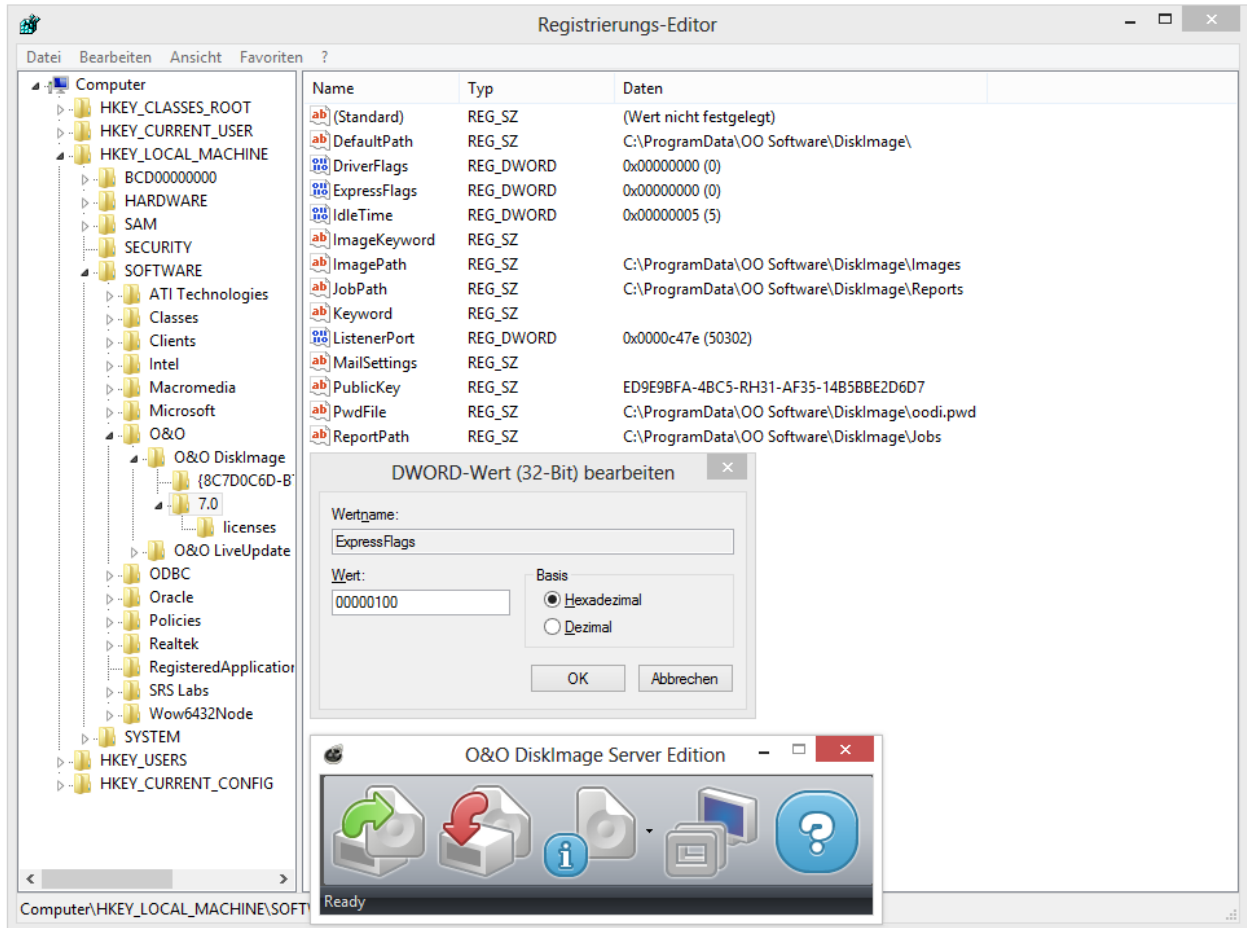 Registrierungs-Editor
Datei Bearbeiten Ansicht Favoriten ?
Computer
HKEY_CLASSES_ROOT
HKEY_CURRENT_USER
HKEY_LOCAL_MACHINE
BCD00000000
HARDWARE
SAM
SECURITY
SOFTWARE
ATI Technologies
Classes
Clients
Intel
Macromedia
Microsoft
O&O
O&O DiskImage
{8C7D0C6D-B7
7.0
licenses
O&O LiveUpdate
ODBC
Oracle
Policies
Realtek
RegisteredApplication
SRS Labs
Wow6432Node
SYSTEM
HKEY_USERS
HKEY_CURRENT_CONFIG
Name Typ Daten
(Standard) REG_SZ (Wert nicht festgelegt)
DefaultPath REG_SZ C:\ProgramData\OO Software\DiskImage\
DriverFlags REG_DWORD 0x00000000 (0)
ExpressFlags REG_DWORD 0x00000000 (0)
IdleTime REG_DWORD 0x00000005 (5)
ImageKeyword REG_SZ
ImagePath REG_SZ C:\ProgramData\OO Software\DiskImage\Images
JobPath REG_SZ C:\ProgramData\OO Software\DiskImage\Reports
Keyword REG_SZ
ListenerPort REG_DWORD 0x0000c47e (50302)
MailSettings REG_SZ
PublicKey REG_SZ ED9E9BFA-4BC5-RH31-AF35-14B5BBE2D6D7
PwdFile REG_SZ C:\ProgramData\OO Software\DiskImage\oodi.pwd
ReportPath REG_SZ C:\ProgramData\OO Software\DiskImage\Jobs
DWORD-Wert (32-Bit) bearbeiten
Wertname:
ExpressFlags
Wert:
00000100
Basis
Hexadezimal
Dezimal
OK Abbrechen
O&O DiskImage Server Edition
Ready
Computer\HKEY_LOCAL_MACHINE\SOFT